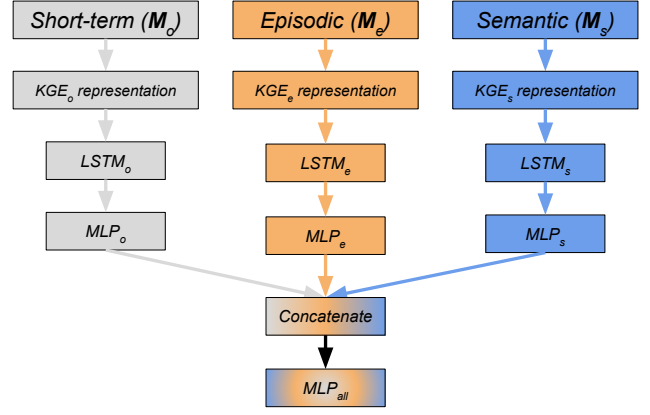 Short-term (Mₒ)
Episodic (Mₑ)
Semantic (Mₛ)
KGEₒ representation
KGEₑ representation
KGEₛ representation
LSTMₒ
LSTMₑ
LSTMₛ
MLPₒ
MLPₑ
MLPₛ
Concatenate
MLPₐₗₗ